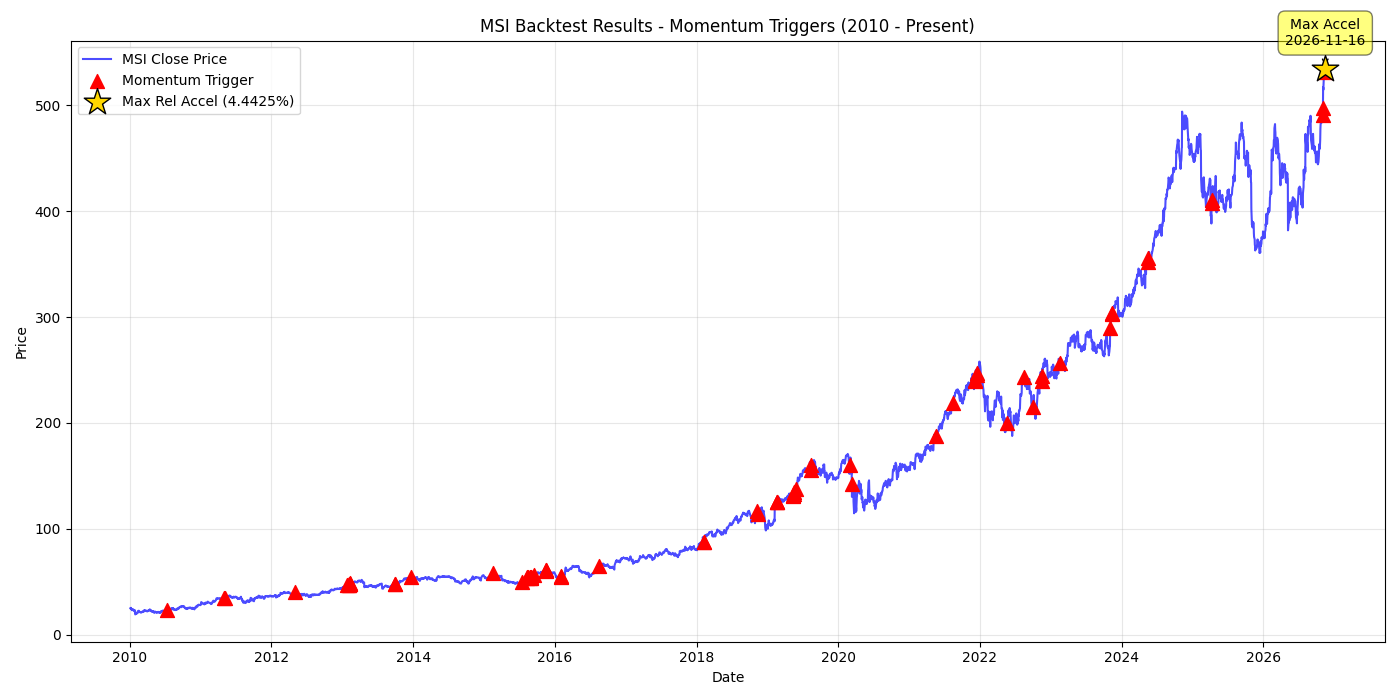 MSI Backtest Results - Momentum Triggers (2010 - Present)
Max Accel
2026-11-16
MSI Close Price
Momentum Trigger
Max Rel Accel (4.4425%)
Price
500
400
300
200
100
0
2010 2012 2014 2016 2018 2020 2022 2024 2026
Date